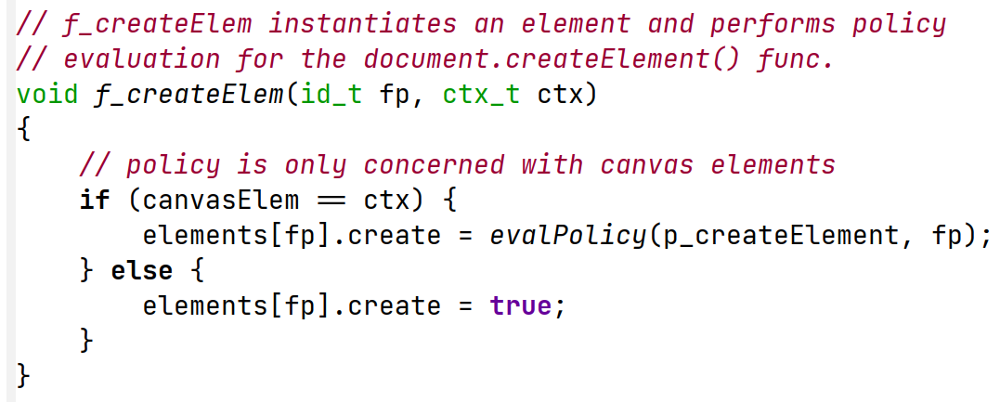 // f_createElem instantiates an element and performs policy
// evaluation for the document.createElement() func.
void f_createElem(id_t fp, ctx_t ctx)
{
    // policy is only concerned with canvas elements
    if (canvasElem == ctx) {
        elements[fp].create = evalPolicy(p_createElement, fp);
    } else {
        elements[fp].create = true;
    }
}